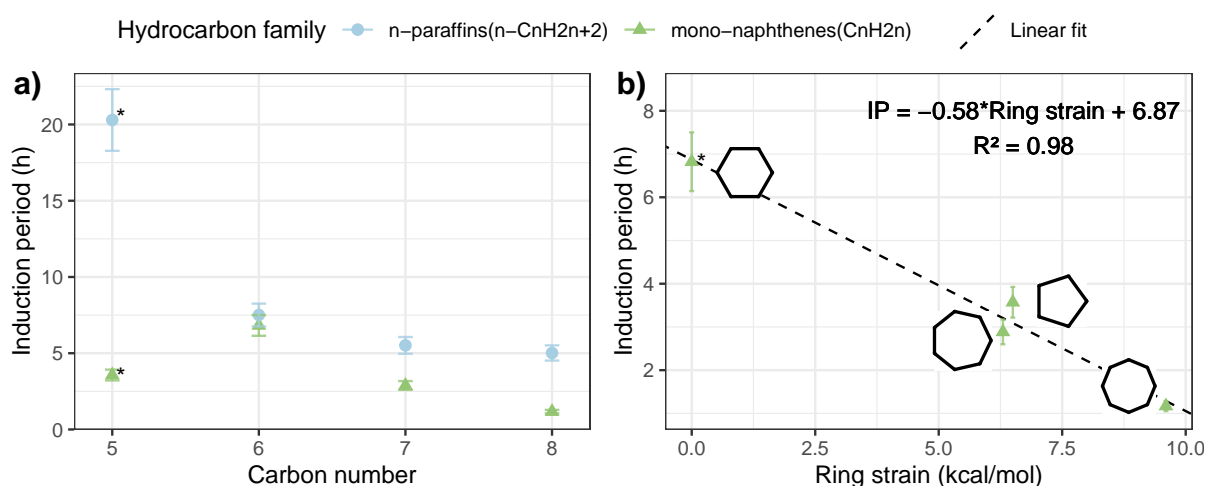 Hydrocarbon family n−paraffins(n−CnH2n+2) mono−naphthenes(CnH2n) Linear fit
a)
20
15
10
5
0
Induction period (h)
*
*
5 6 7 8
Carbon number
b)
IP = −0.58*Ring strain + 6.87
R² = 0.98
8
6
4
2
Induction period (h)
*
0.0 2.5 5.0 7.5 10.0
Ring strain (kcal/mol)